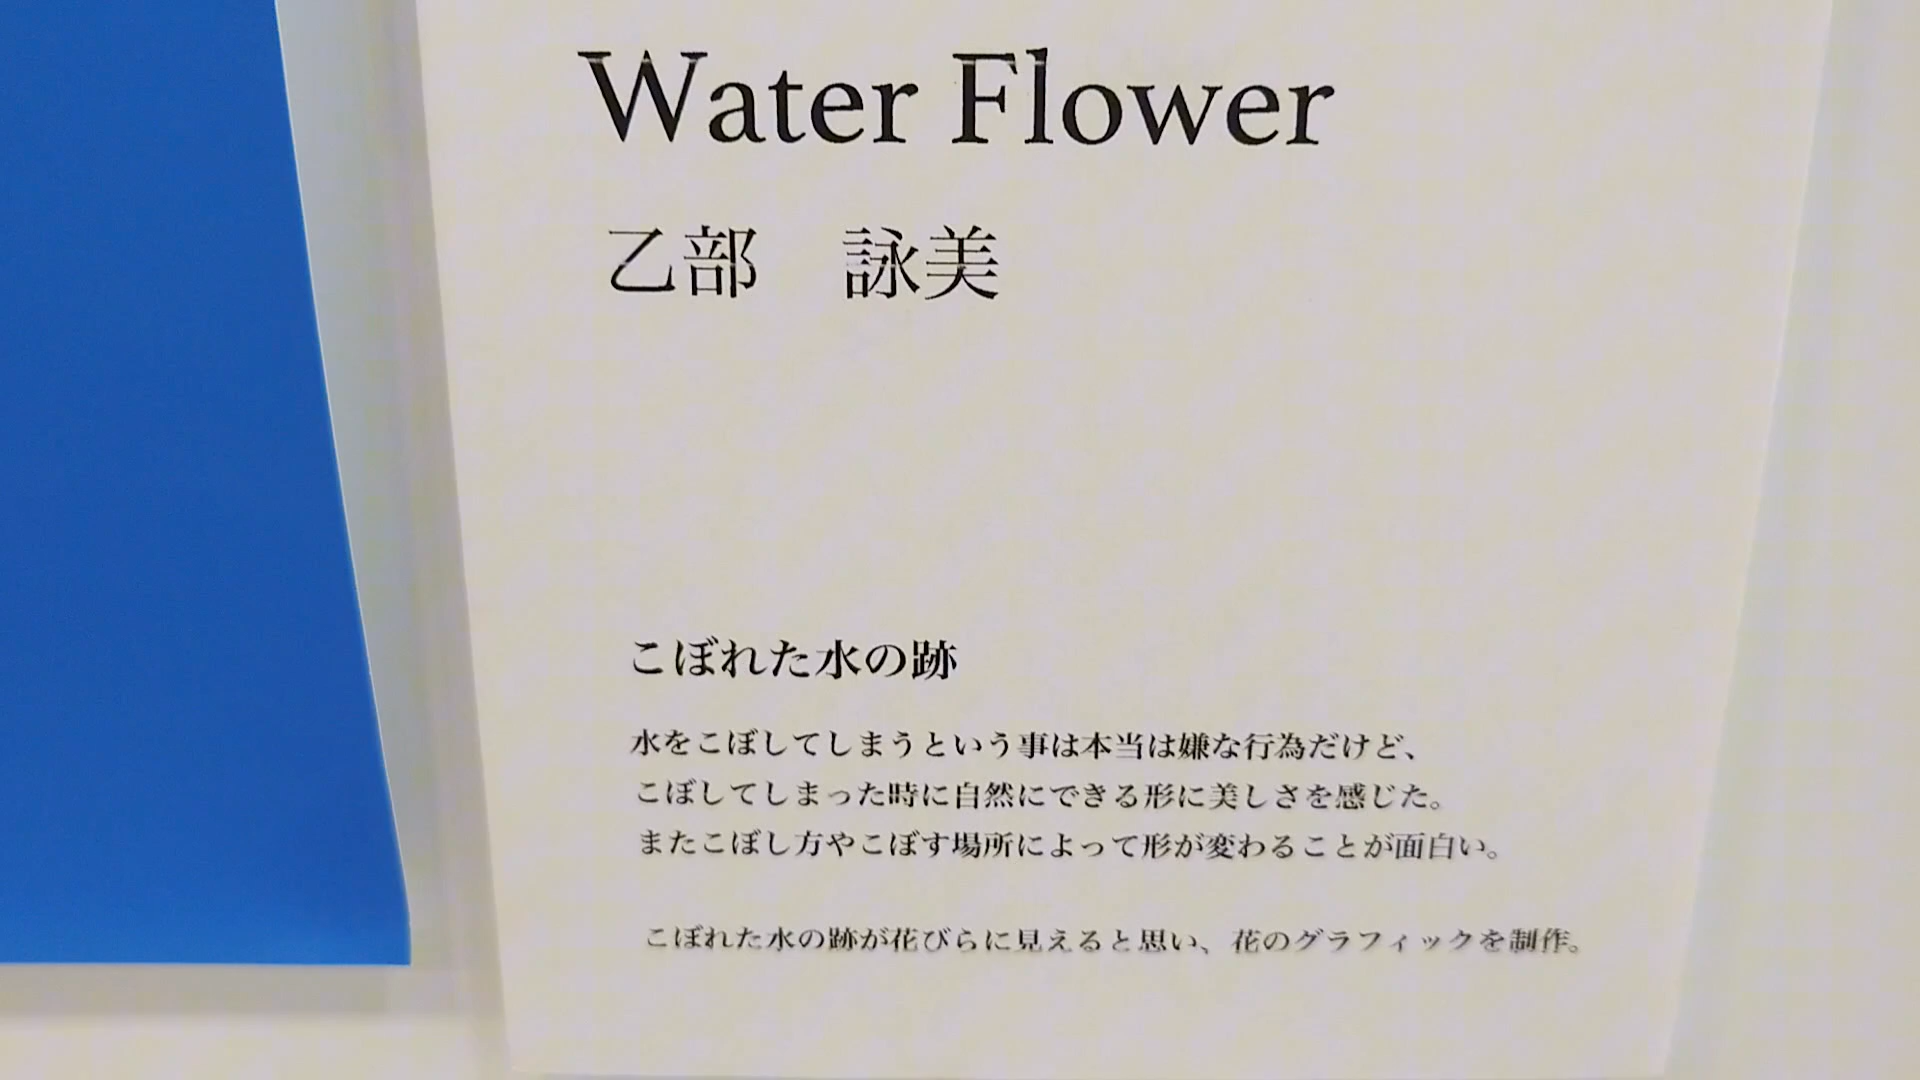 Water Flower
乙部　詠美
こぼれた水の跡
水をこぼしてしまうという事は本当は嫌な行為だけど、
こぼしてしまった時に自然にできる形に美しさを感じた。
またこぼし方やこぼす場所によって形が変わることが面白い。
こぼれた水の跡が花びらに見えると思い、花のグラフィックを制作。